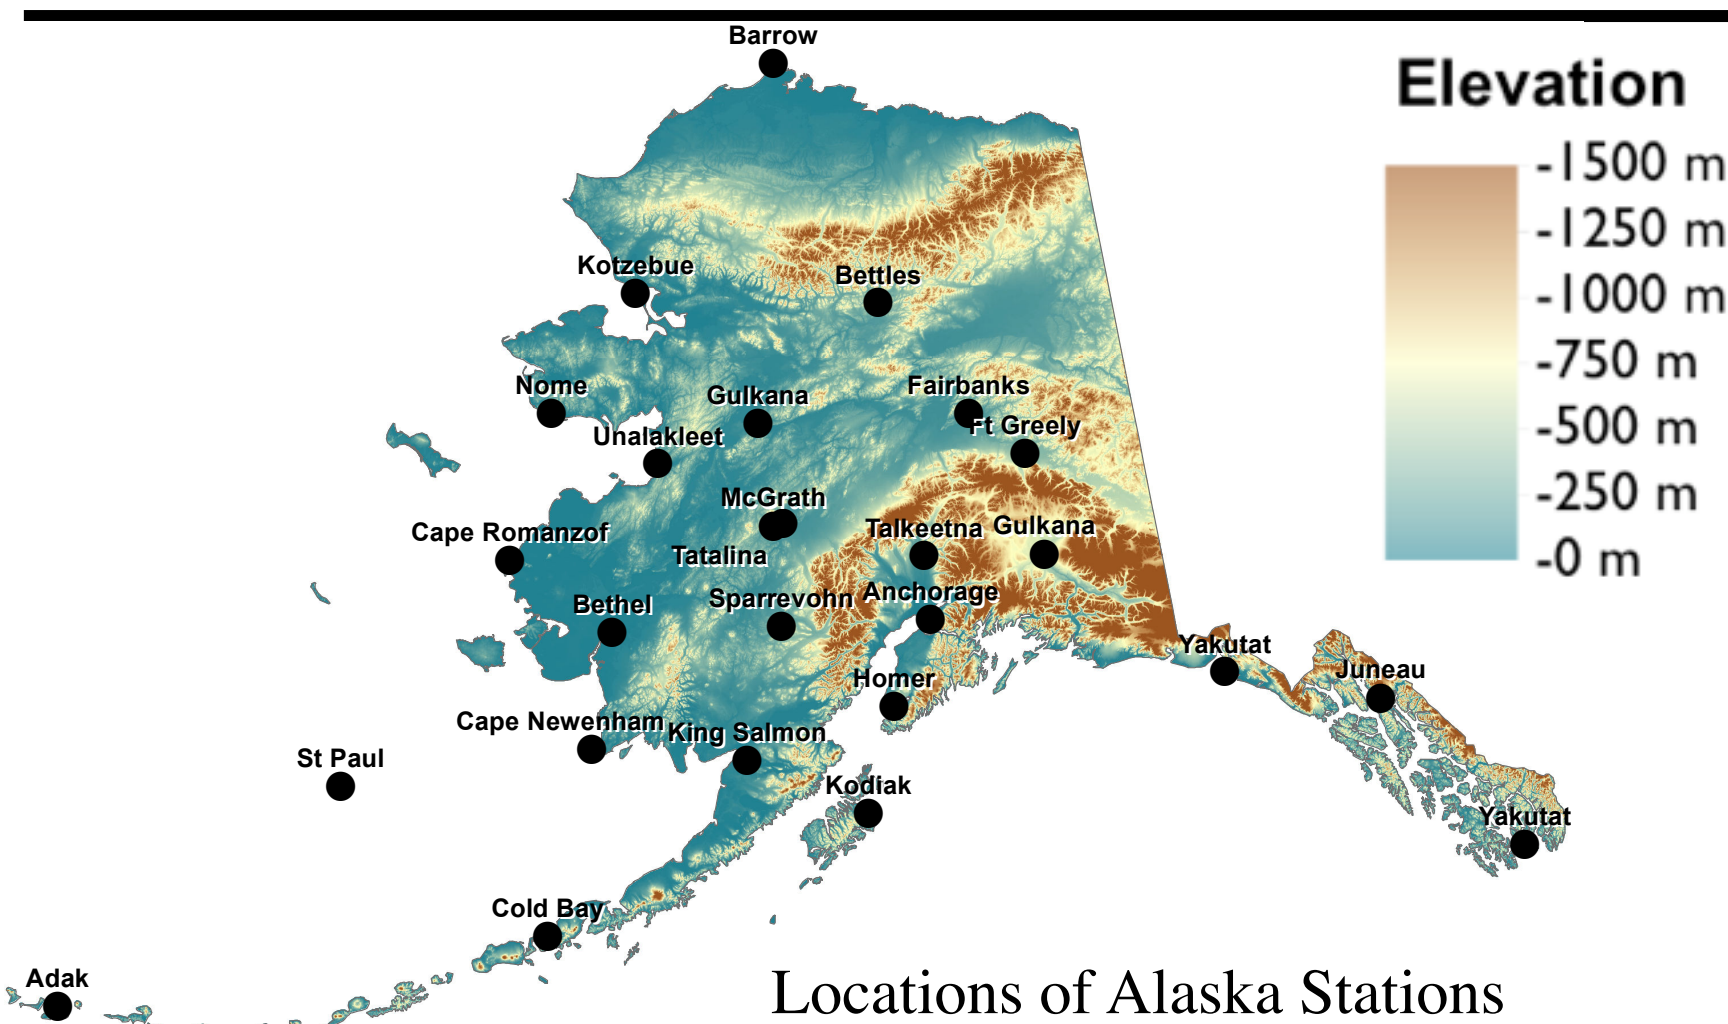 Barrow
Elevation
-1500 m
-1250 m
-1000 m
-750 m
-500 m
-250 m
-0 m
Kotzebue
Bettles
Nome
Gulkana
Fairbanks
Ft Greely
Unalakleet
McGrath
Cape Romanzof
Talkeetna
Gulkana
Tatalina
Bethel
Sparrevohn
Anchorage
Yakutat
Juneau
Homer
Cape Newenham
King Salmon
St Paul
Kodiak
Yakutat
Cold Bay
Adak
Locations of Alaska Stations